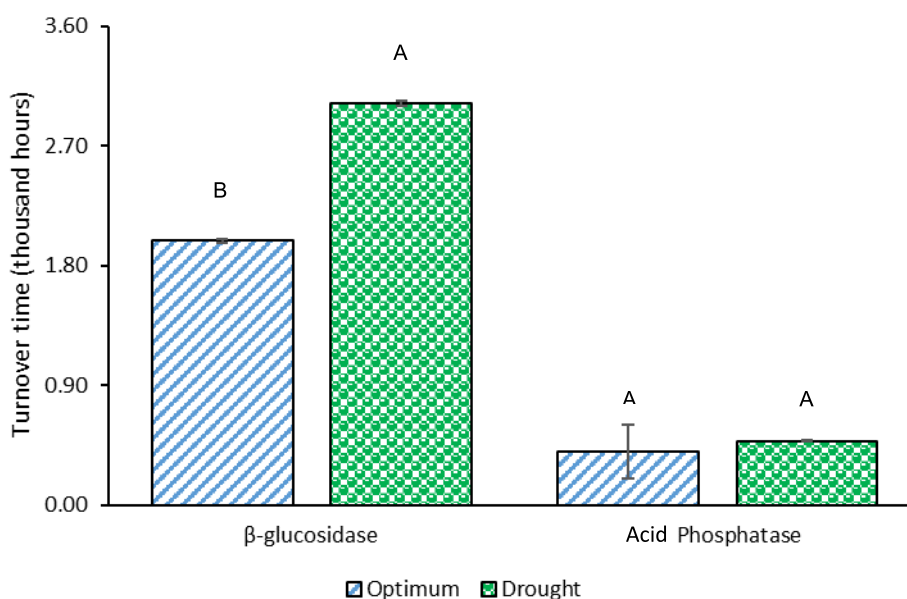 Turnover time (thousand hours)
3.60
2.70
1.80
0.90
0.00
B
A
A
A
β-glucosidase
Acid Phosphatase
Optimum Drought